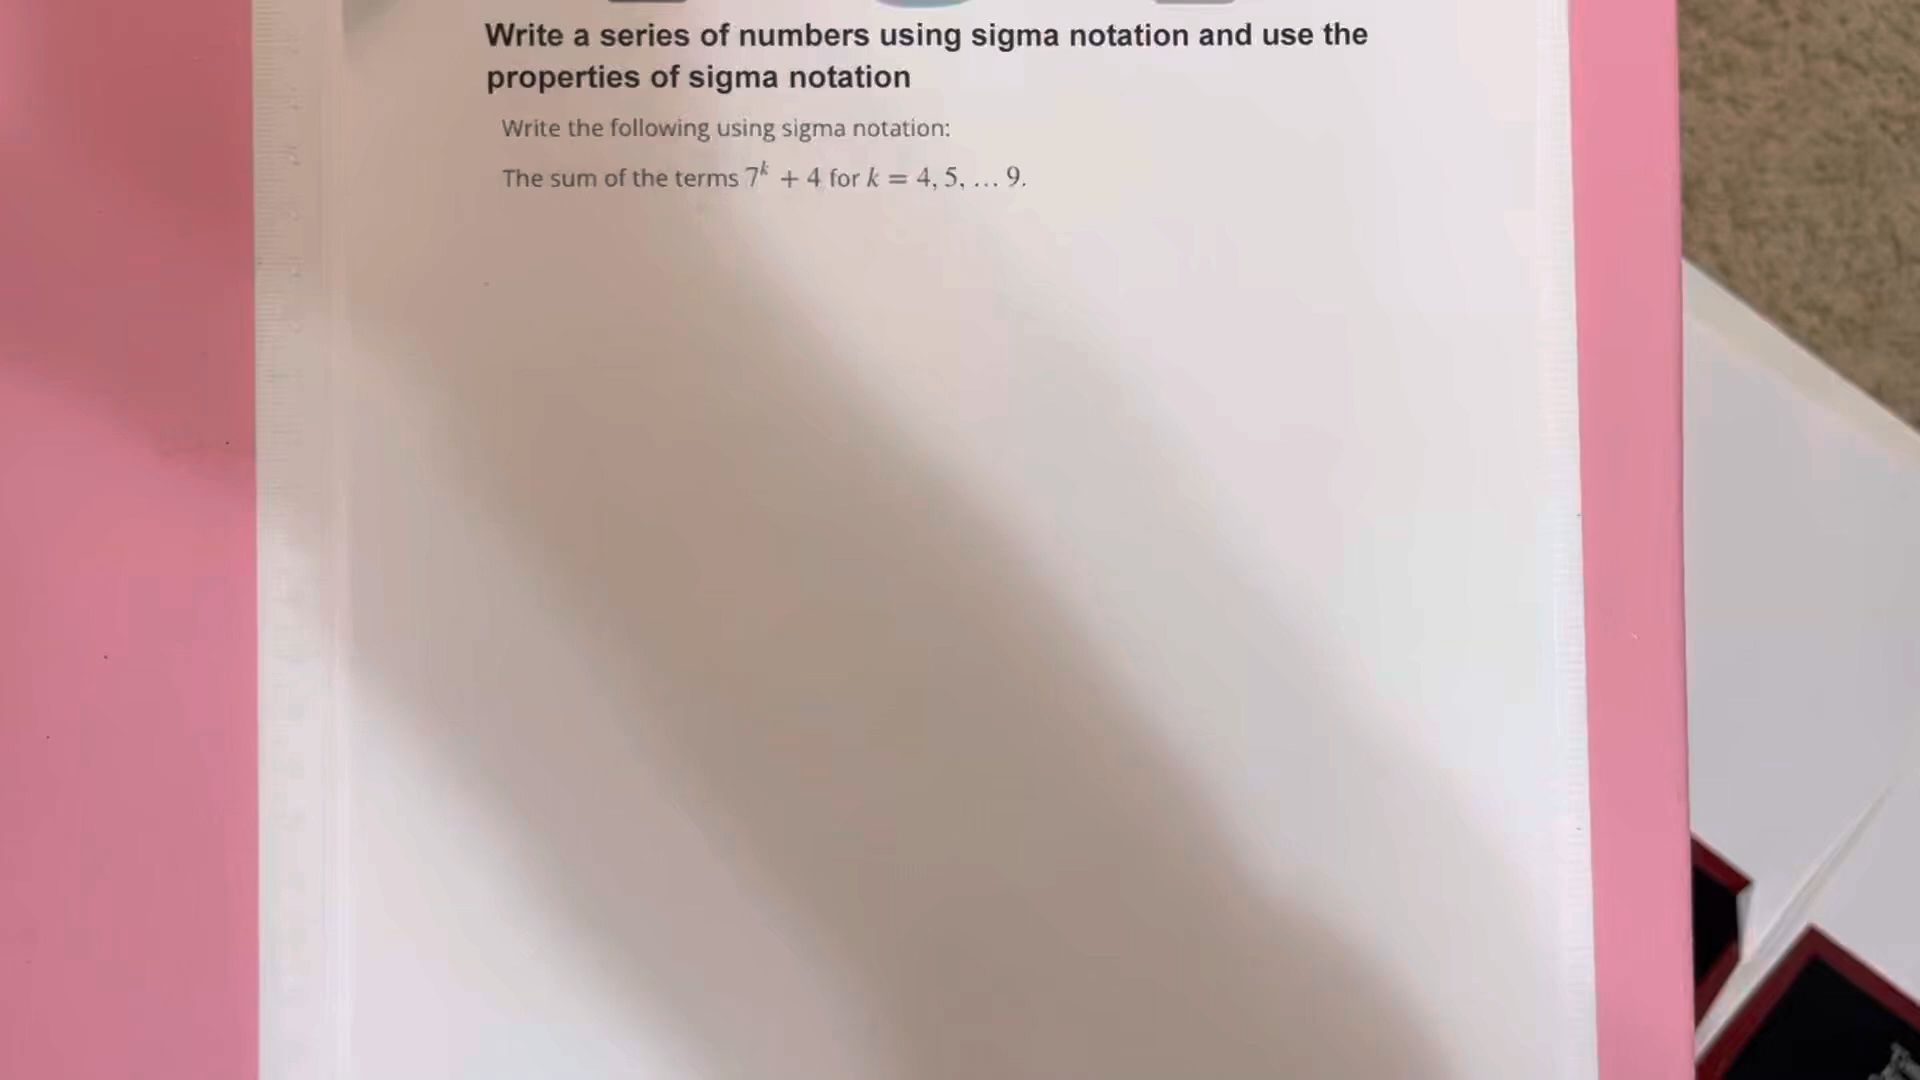 Write a series of numbers using sigma notation and use the
properties of sigma notation
Write the following using sigma notation:
The sum of the terms 7^k + 4 for k = 4, 5, … 9.